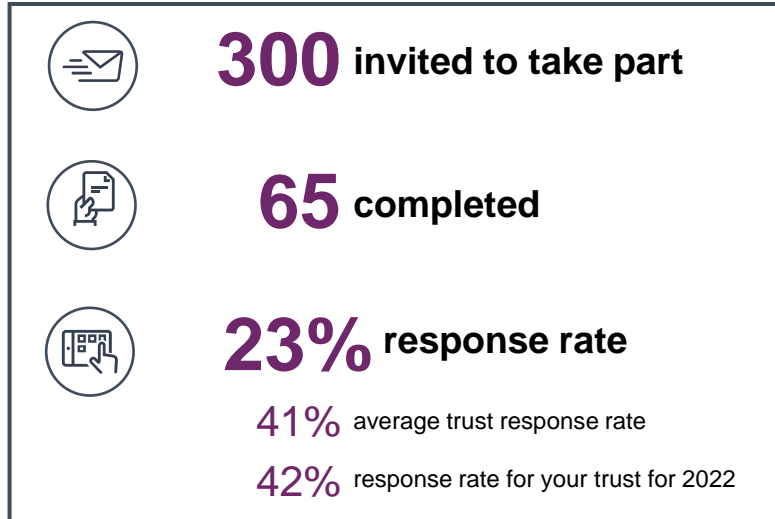 300 invited to take part
65 completed
23% response rate
41% average trust response rate
42% response rate for your trust for 2022